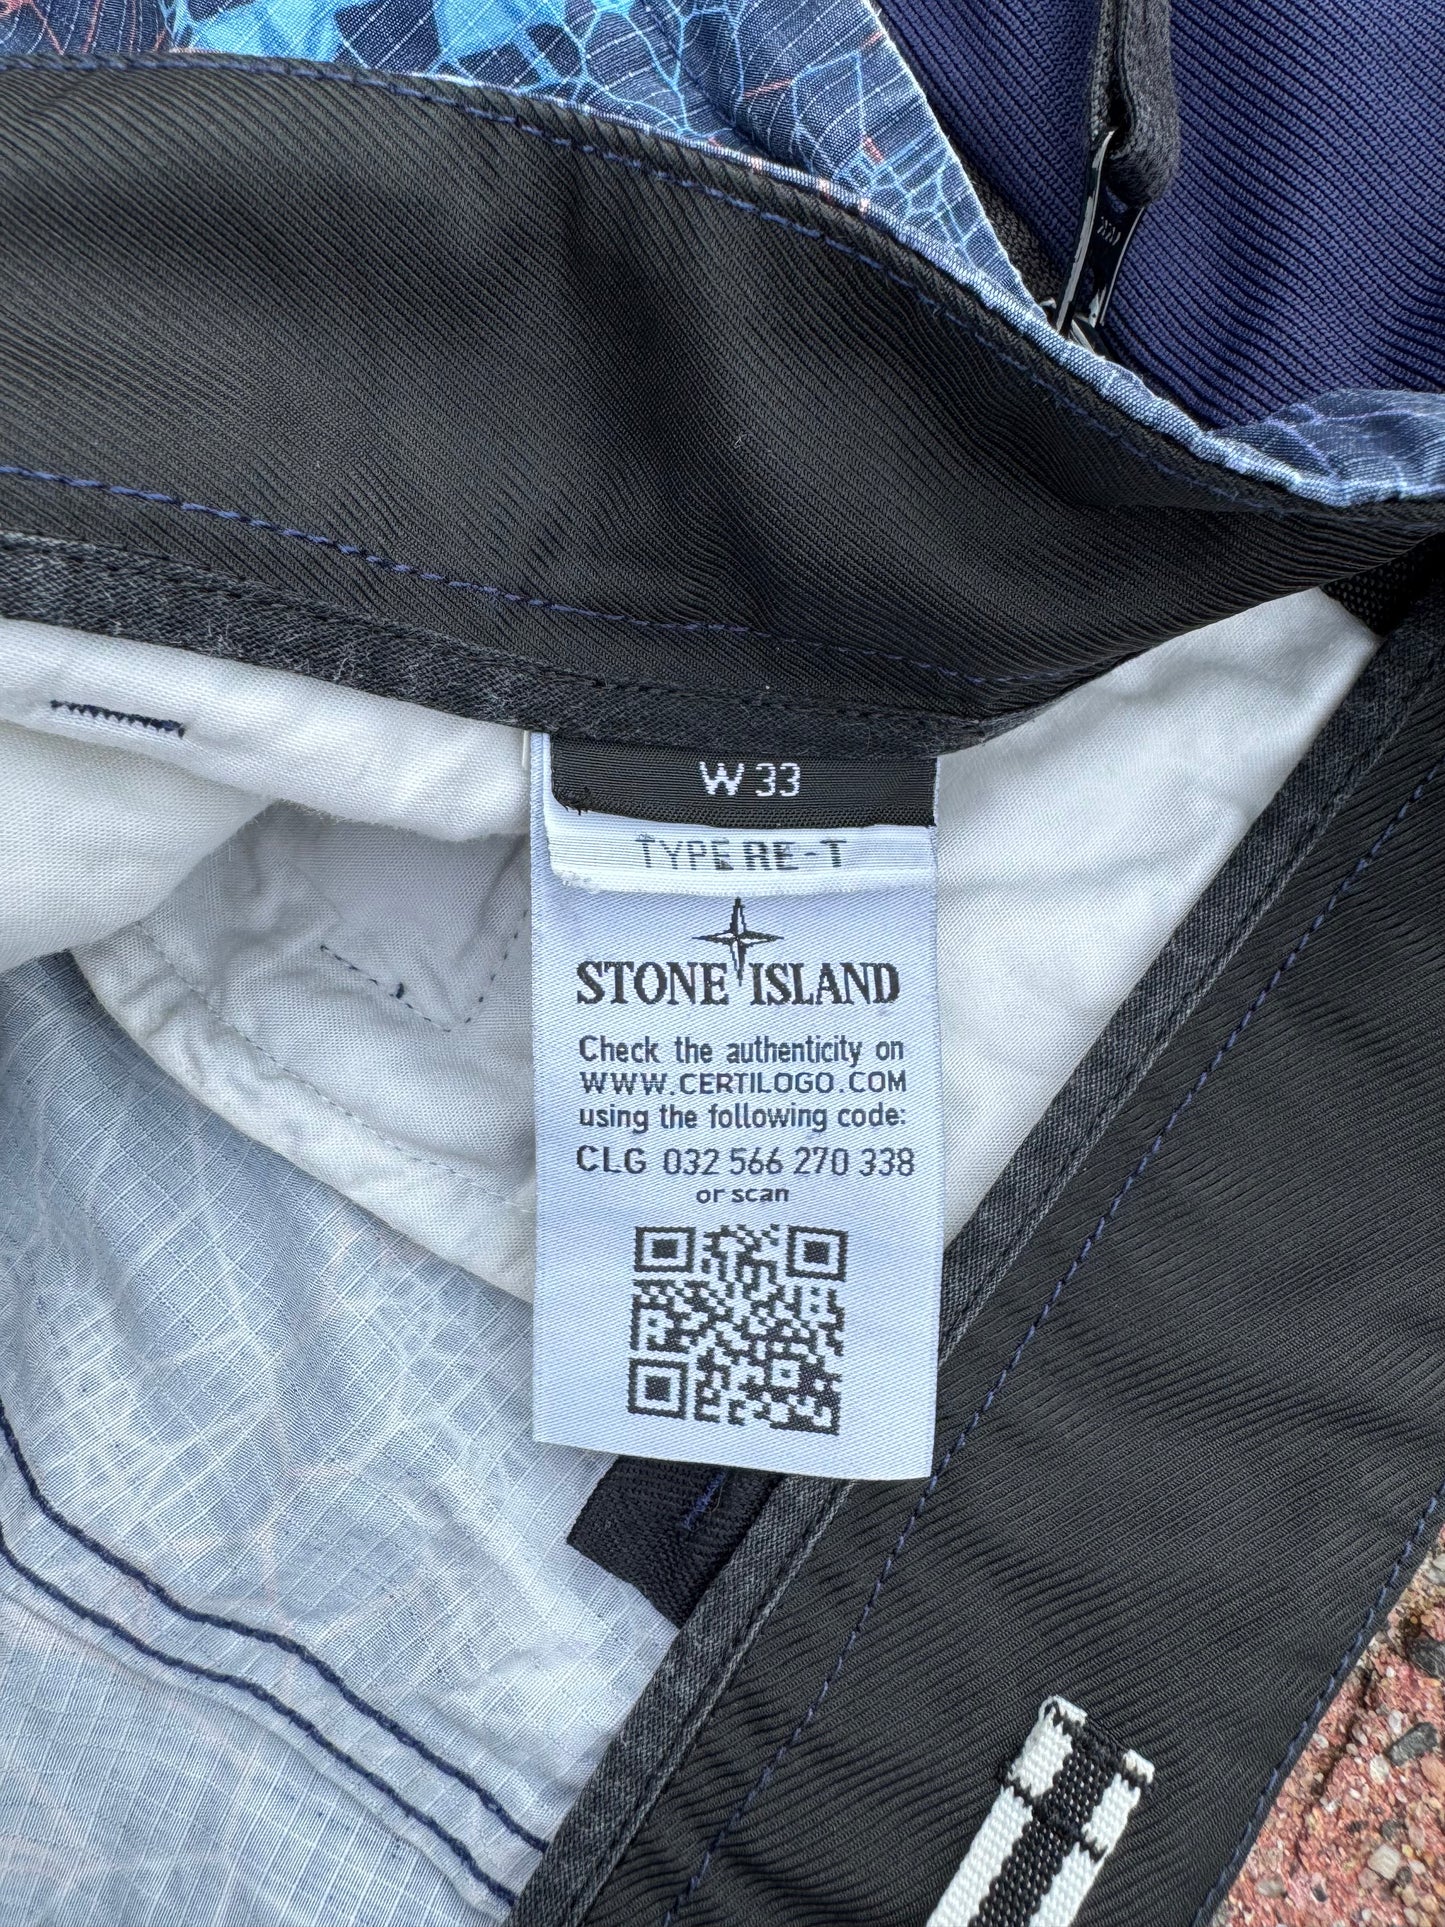 W 33
TYPE RE-T
STONE ISLAND
Check the authenticity on
WWW.CERTILOGO.COM
using the following code:
CLG 032 566 270 338
or scan